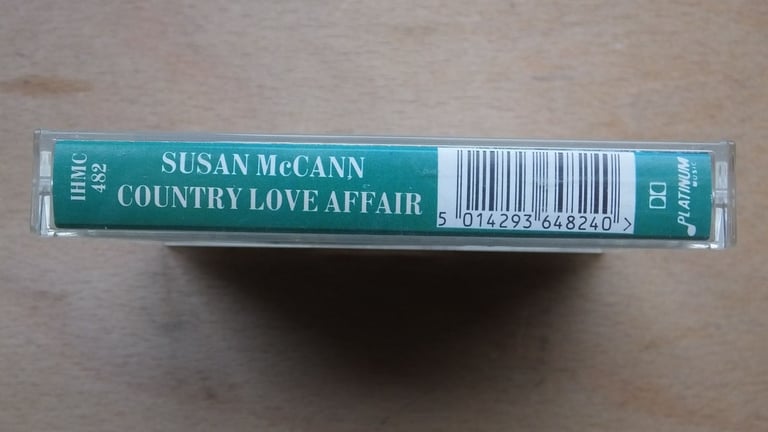 IHMC
482
SUSAN McCANN
COUNTRY LOVE AFFAIR
5 014293 648240 >
PLATINUM
MUSIC